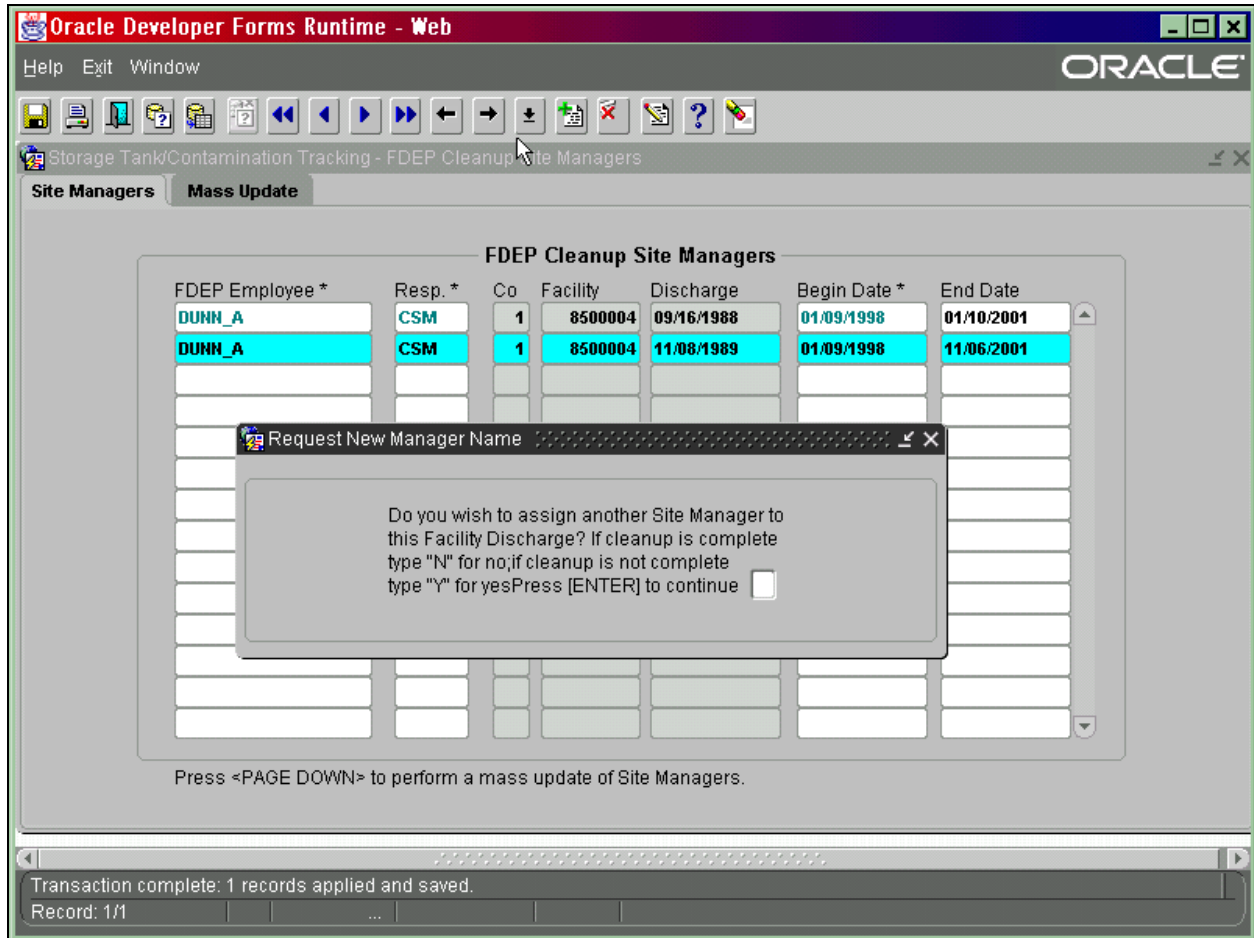 Oracle Developer Forms Runtime - Web
Help Exit Window
ORACLE
Storage Tank/Contamination Tracking - FDEP Cleanup Site Managers
Site Managers Mass Update
FDEP Cleanup Site Managers
FDEP Employee * Resp. * Co Facility Discharge Begin Date * End Date
DUNN_A CSM 1 8500004 09/16/1988 01/09/1998 01/10/2001
DUNN_A CSM 1 8500004 11/08/1989 01/09/1998 11/06/2001
Request New Manager Name
Do you wish to assign another Site Manager to
this Facility Discharge? If cleanup is complete
type "N" for no;if cleanup is not complete
type "Y" for yesPress [ENTER] to continue
Press <PAGE DOWN> to perform a mass update of Site Managers.
Transaction complete: 1 records applied and saved.
Record: 1/1 ...